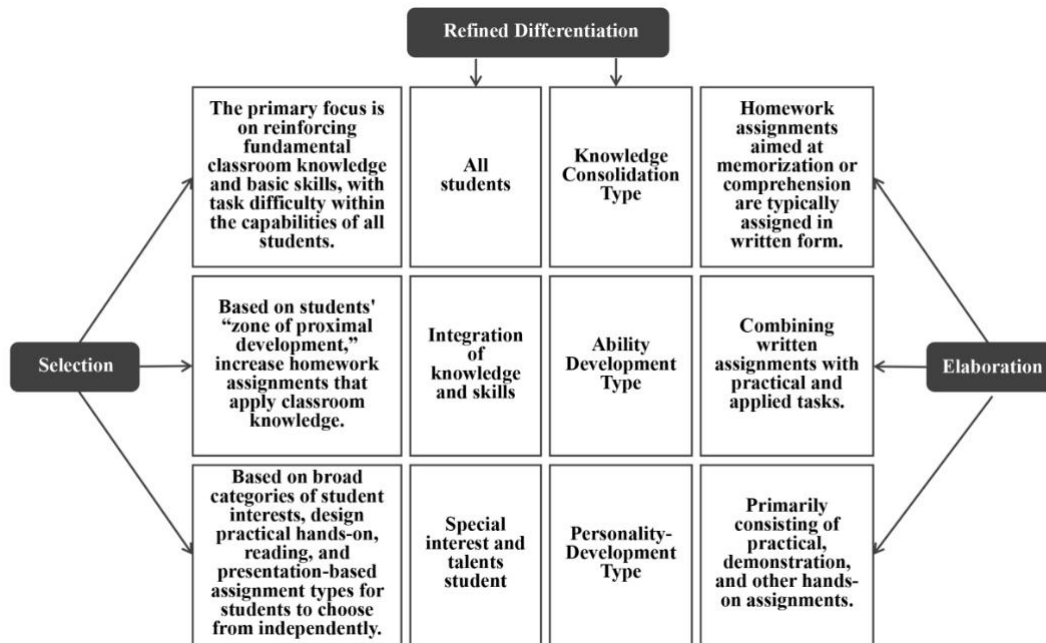 Refined Differentiation
The primary focus is
on reinforcing
fundamental
classroom knowledge
and basic skills, with
task difficulty within
the capabilities of all
students.
All
students
Knowledge
Consolidation
Type
Homework
assignments
aimed at
memorization or
comprehension
are typically
assigned in
written form.
Selection
Based on students'
“zone of proximal
development,”
increase homework
assignments that
apply classroom
knowledge.
Integration
of
knowledge
and skills
Ability
Development
Type
Combining
written
assignments with
practical and
applied tasks.
Elaboration
Based on broad
categories of student
interests, design
practical hands-on,
reading, and
presentation-based
assignment types for
students to choose
from independently.
Special
interest and
talents
student
Personality-
Development
Type
Primarily
consisting of
practical,
demonstration,
and other hands-
on assignments.